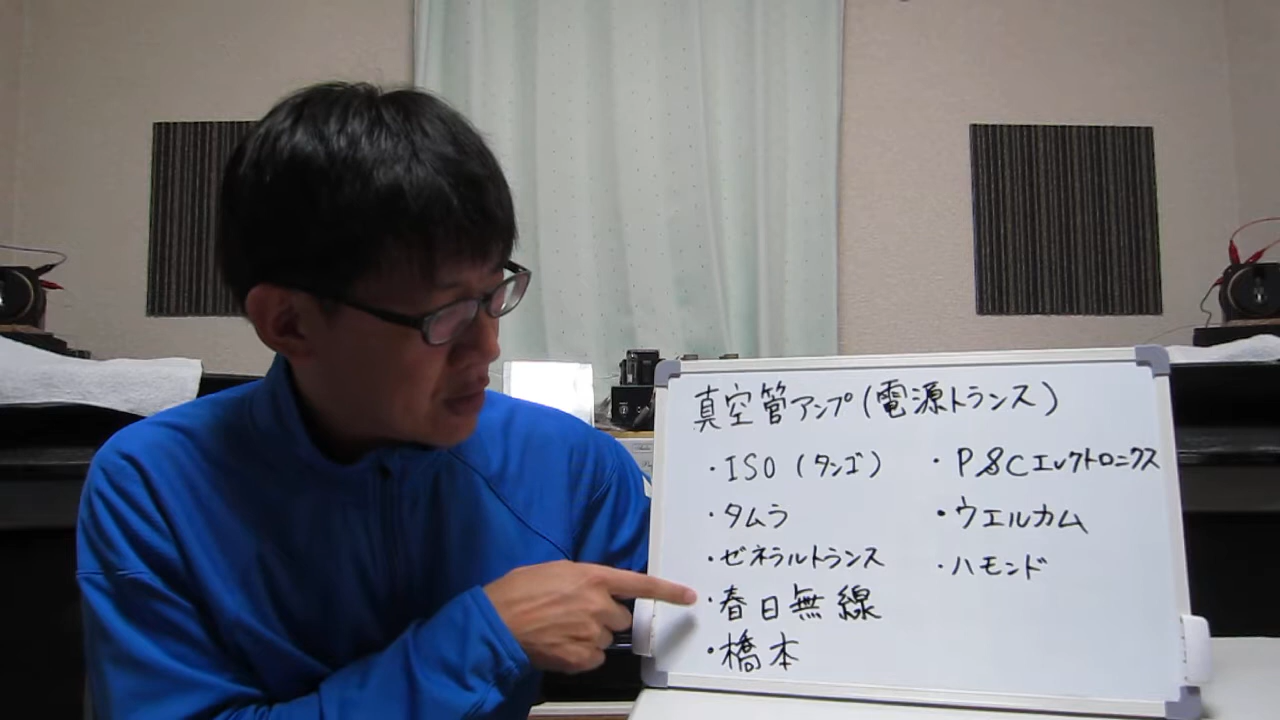 真空管アンプ(電源トランス)
・ISO (タンゴ)
・タムラ
・ゼネラルトランス
・春日無線
・橋本
・P&Cエレクトロニクス
・ウエルカム
・ハモンド